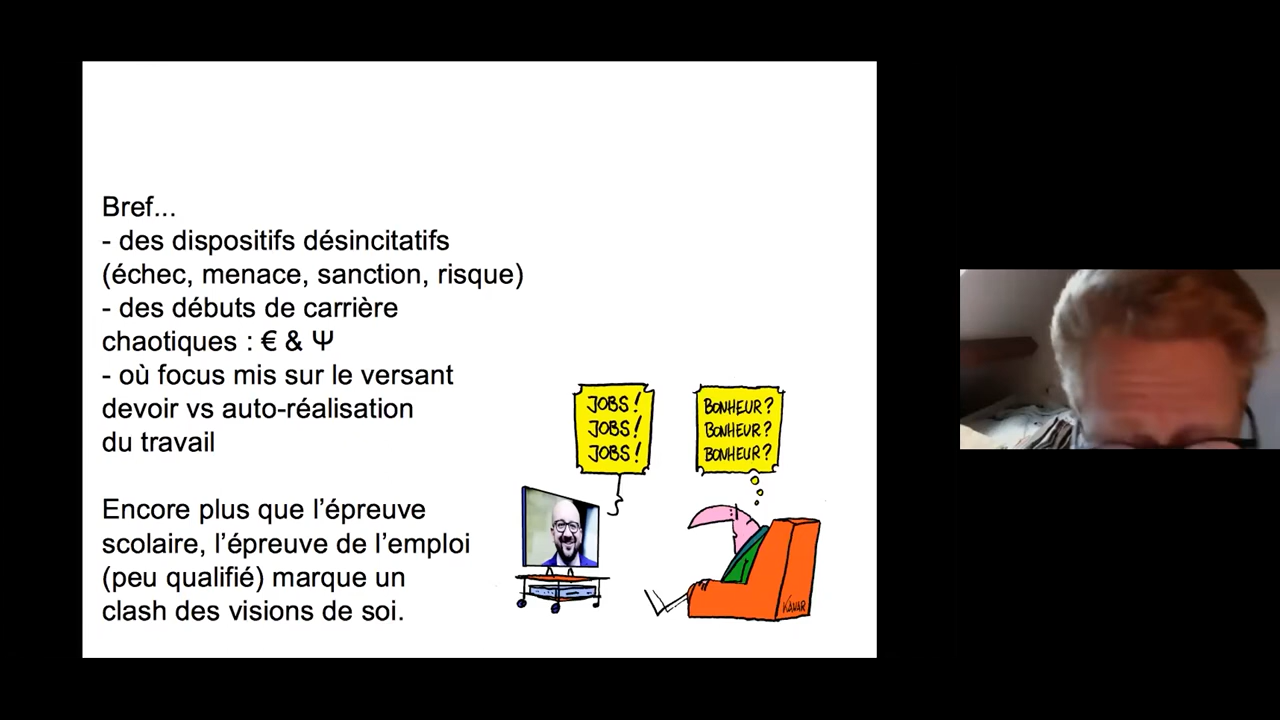 Bref...
- des dispositifs désincitatifs
(échec, menace, sanction, risque)
- des débuts de carrière
chaotiques : € & Ψ
- où focus mis sur le versant
devoir vs auto-réalisation
du travail
Encore plus que l’épreuve
scolaire, l’épreuve de l’emploi
(peu qualifié) marque un
clash des visions de soi.
JOBS !
JOBS !
JOBS !
BONHEUR ?
BONHEUR ?
BONHEUR ?
KANAR